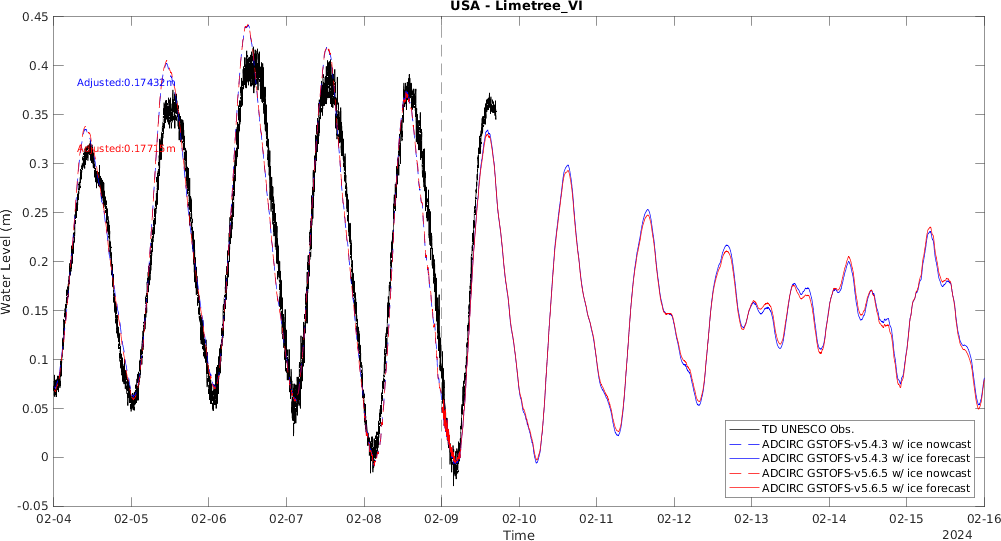 USA - Limetree_VI
0.45
0.4
0.35
0.3
0.25
0.2
0.15
0.1
0.05
0
-0.05
Water Level (m)
Adjusted:0.17432m
Adjusted:0.17715m
TD UNESCO Obs.
ADCIRC GSTOFS-v5.4.3 w/ ice nowcast
ADCIRC GSTOFS-v5.4.3 w/ ice forecast
ADCIRC GSTOFS-v5.6.5 w/ ice nowcast
ADCIRC GSTOFS-v5.6.5 w/ ice forecast
02-04 02-05 02-06 02-07 02-08 02-09 02-10 02-11 02-12 02-13 02-14 02-15 02-16
Time
2024